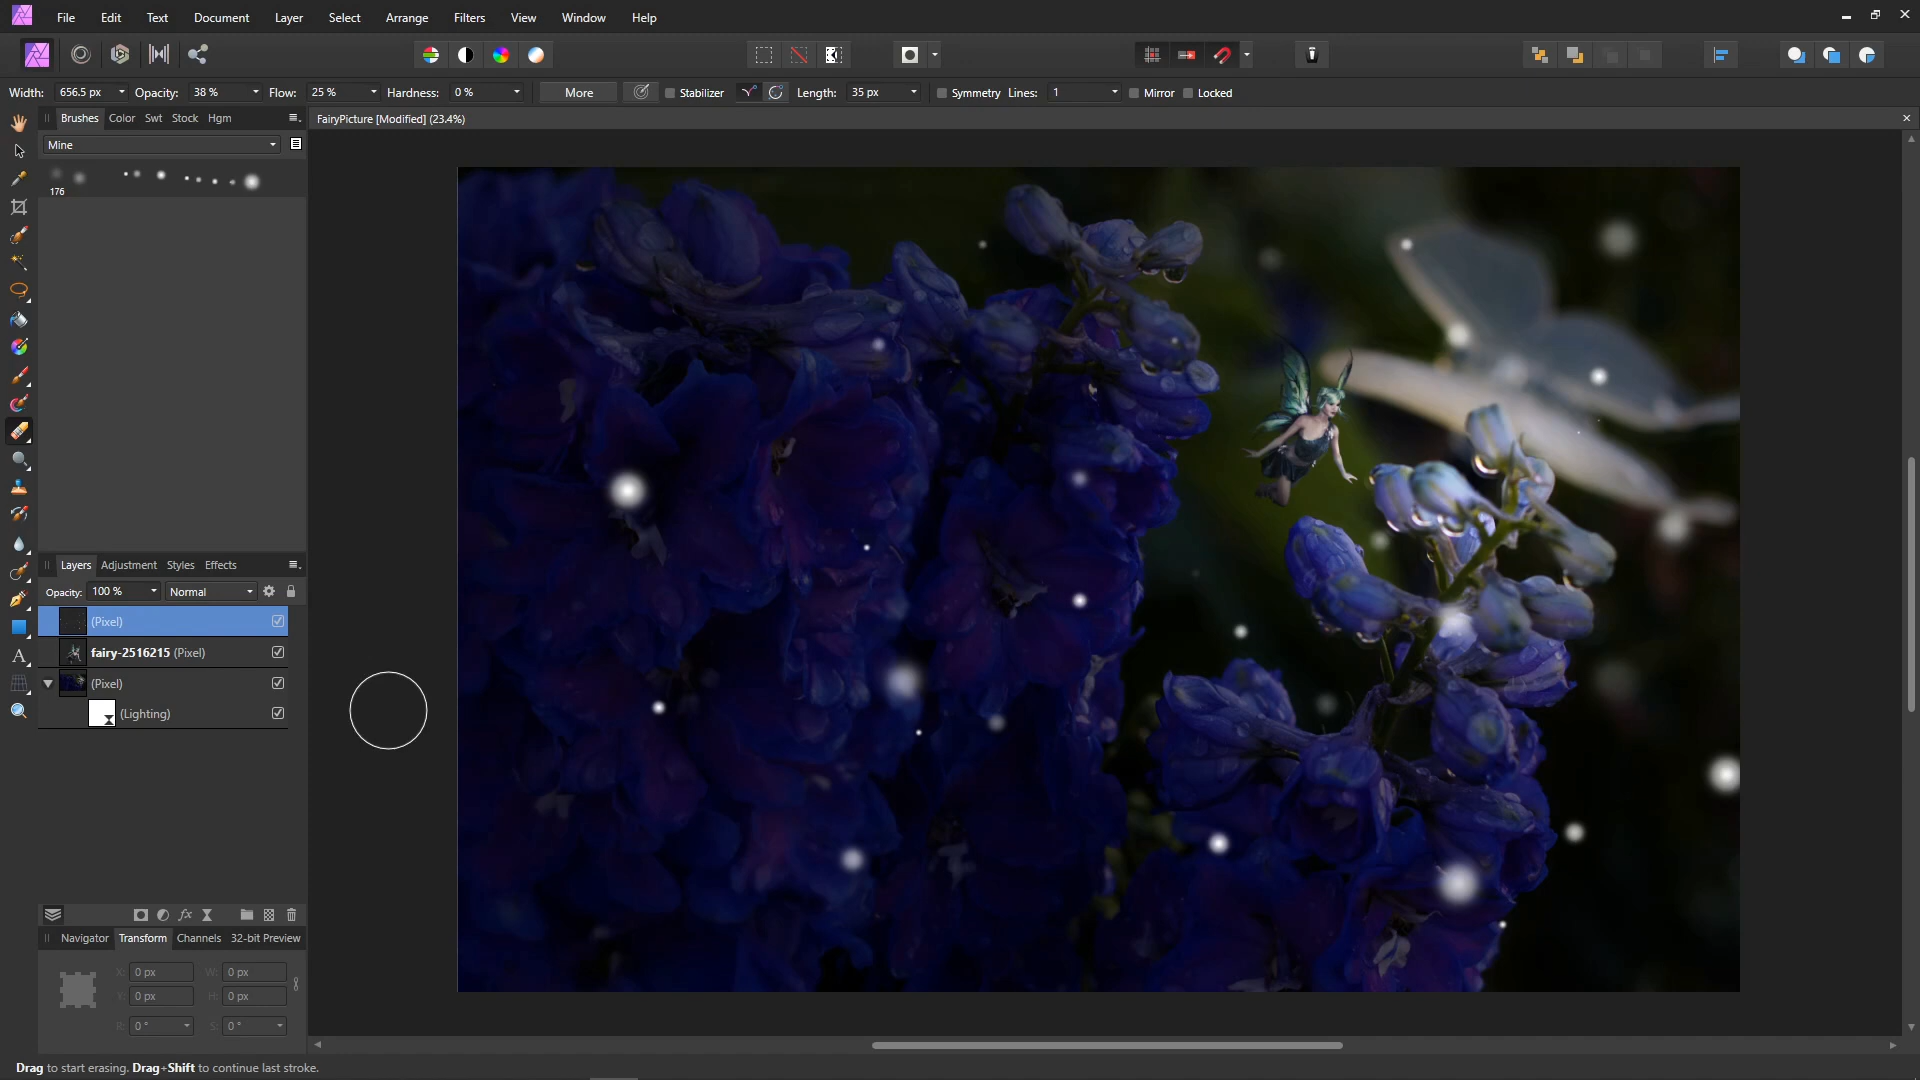 File Edit Text Document Layer Select Arrange Filters View Window Help
Width: 656.5 px Opacity: 38 % Flow: 25 % Hardness: 0 % More Stabilizer Length: 35 px Symmetry Lines: 1 Mirror Locked
Brushes Color Swt Stock Hgm
FairyPicture [Modified] (23.4%)
Mine
176
Layers Adjustment Styles Effects
Opacity: 100 % Normal
(Pixel)
fairy-2516215 (Pixel)
(Pixel)
(Lighting)
Navigator Transform Channels 32-bit Preview
X: 0 px W: 0 px
Y: 0 px H: 0 px
R: 0 ° S: 0 °
Drag to start erasing. Drag+Shift to continue last stroke.